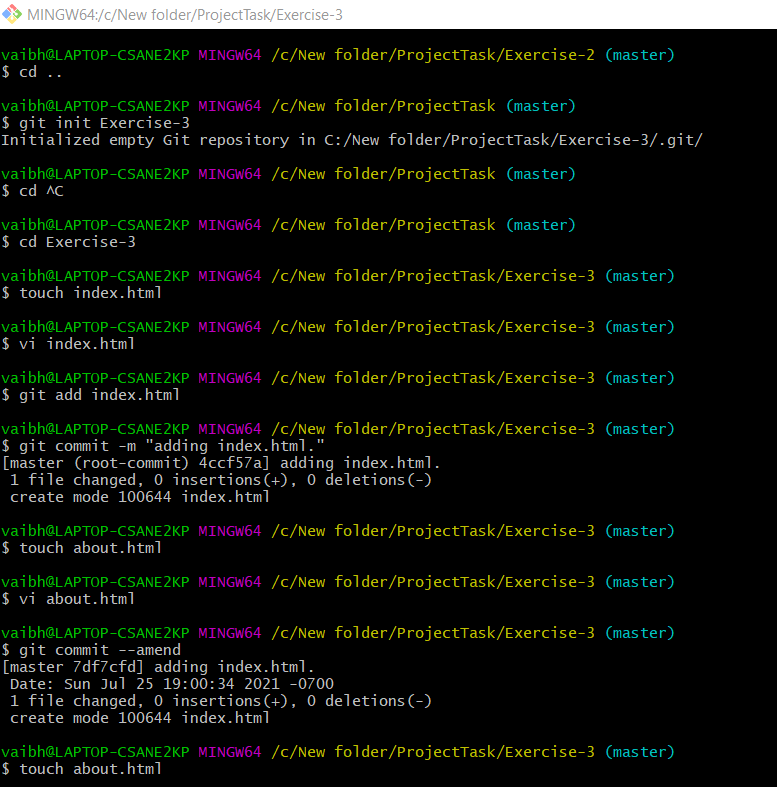 MINGW64:/c/New folder/ProjectTask/Exercise-3
vaibh@LAPTOP-CSANE2KP MINGW64 /c/New folder/ProjectTask/Exercise-2 (master)
$ cd ..
vaibh@LAPTOP-CSANE2KP MINGW64 /c/New folder/ProjectTask (master)
$ git init Exercise-3
Initialized empty Git repository in C:/New folder/ProjectTask/Exercise-3/.git/
vaibh@LAPTOP-CSANE2KP MINGW64 /c/New folder/ProjectTask (master)
$ cd ^C
vaibh@LAPTOP-CSANE2KP MINGW64 /c/New folder/ProjectTask (master)
$ cd Exercise-3
vaibh@LAPTOP-CSANE2KP MINGW64 /c/New folder/ProjectTask/Exercise-3 (master)
$ touch index.html
vaibh@LAPTOP-CSANE2KP MINGW64 /c/New folder/ProjectTask/Exercise-3 (master)
$ vi index.html
vaibh@LAPTOP-CSANE2KP MINGW64 /c/New folder/ProjectTask/Exercise-3 (master)
$ git add index.html
vaibh@LAPTOP-CSANE2KP MINGW64 /c/New folder/ProjectTask/Exercise-3 (master)
$ git commit -m "adding index.html."
[master (root-commit) 4ccf57a] adding index.html.
 1 file changed, 0 insertions(+), 0 deletions(-)
 create mode 100644 index.html
vaibh@LAPTOP-CSANE2KP MINGW64 /c/New folder/ProjectTask/Exercise-3 (master)
$ touch about.html
vaibh@LAPTOP-CSANE2KP MINGW64 /c/New folder/ProjectTask/Exercise-3 (master)
$ vi about.html
vaibh@LAPTOP-CSANE2KP MINGW64 /c/New folder/ProjectTask/Exercise-3 (master)
$ git commit --amend
[master 7df7cfd] adding index.html.
 Date: Sun Jul 25 19:00:34 2021 -0700
 1 file changed, 0 insertions(+), 0 deletions(-)
 create mode 100644 index.html
vaibh@LAPTOP-CSANE2KP MINGW64 /c/New folder/ProjectTask/Exercise-3 (master)
$ touch about.html